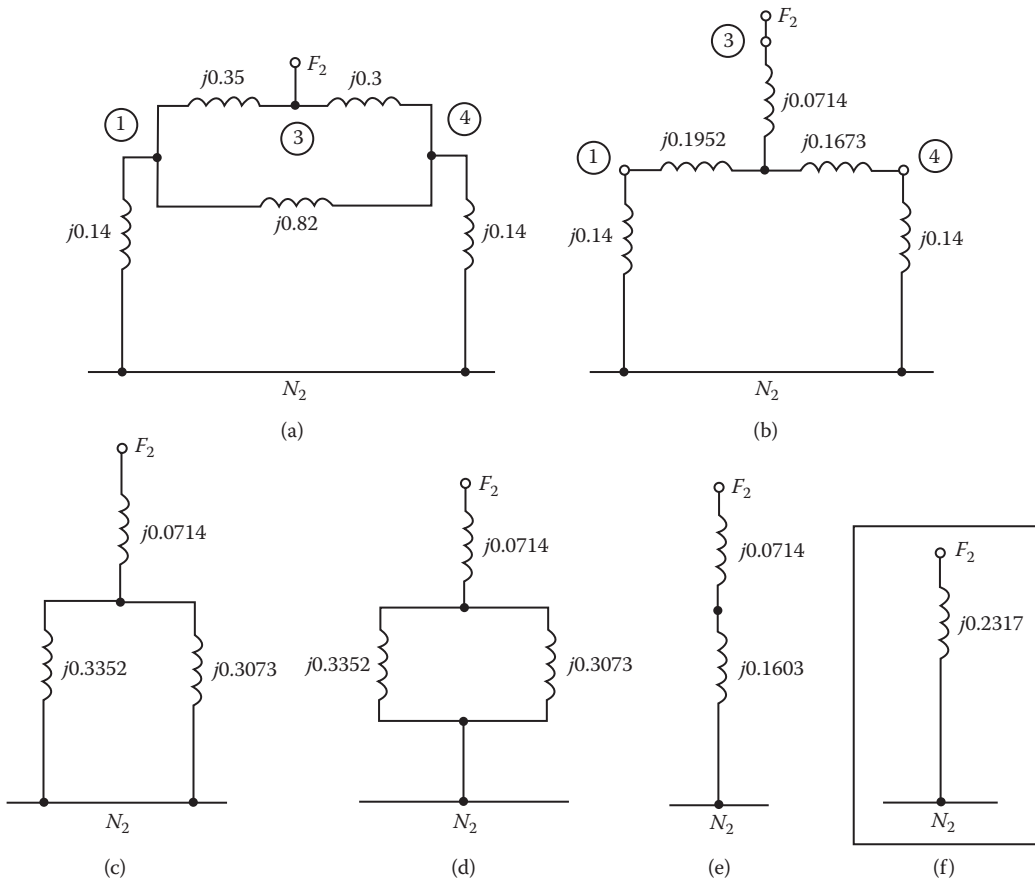 F₂
j0.35
j0.3
1
3
4
j0.82
j0.14
j0.14
N₂
(a)
F₂
3
j0.0714
j0.1952
j0.1673
1
4
j0.14
j0.14
N₂
(b)
F₂
j0.0714
j0.3352
j0.3073
N₂
(c)
F₂
j0.0714
j0.3352
j0.3073
N₂
(d)
F₂
j0.0714
j0.1603
N₂
(e)
F₂
j0.2317
N₂
(f)